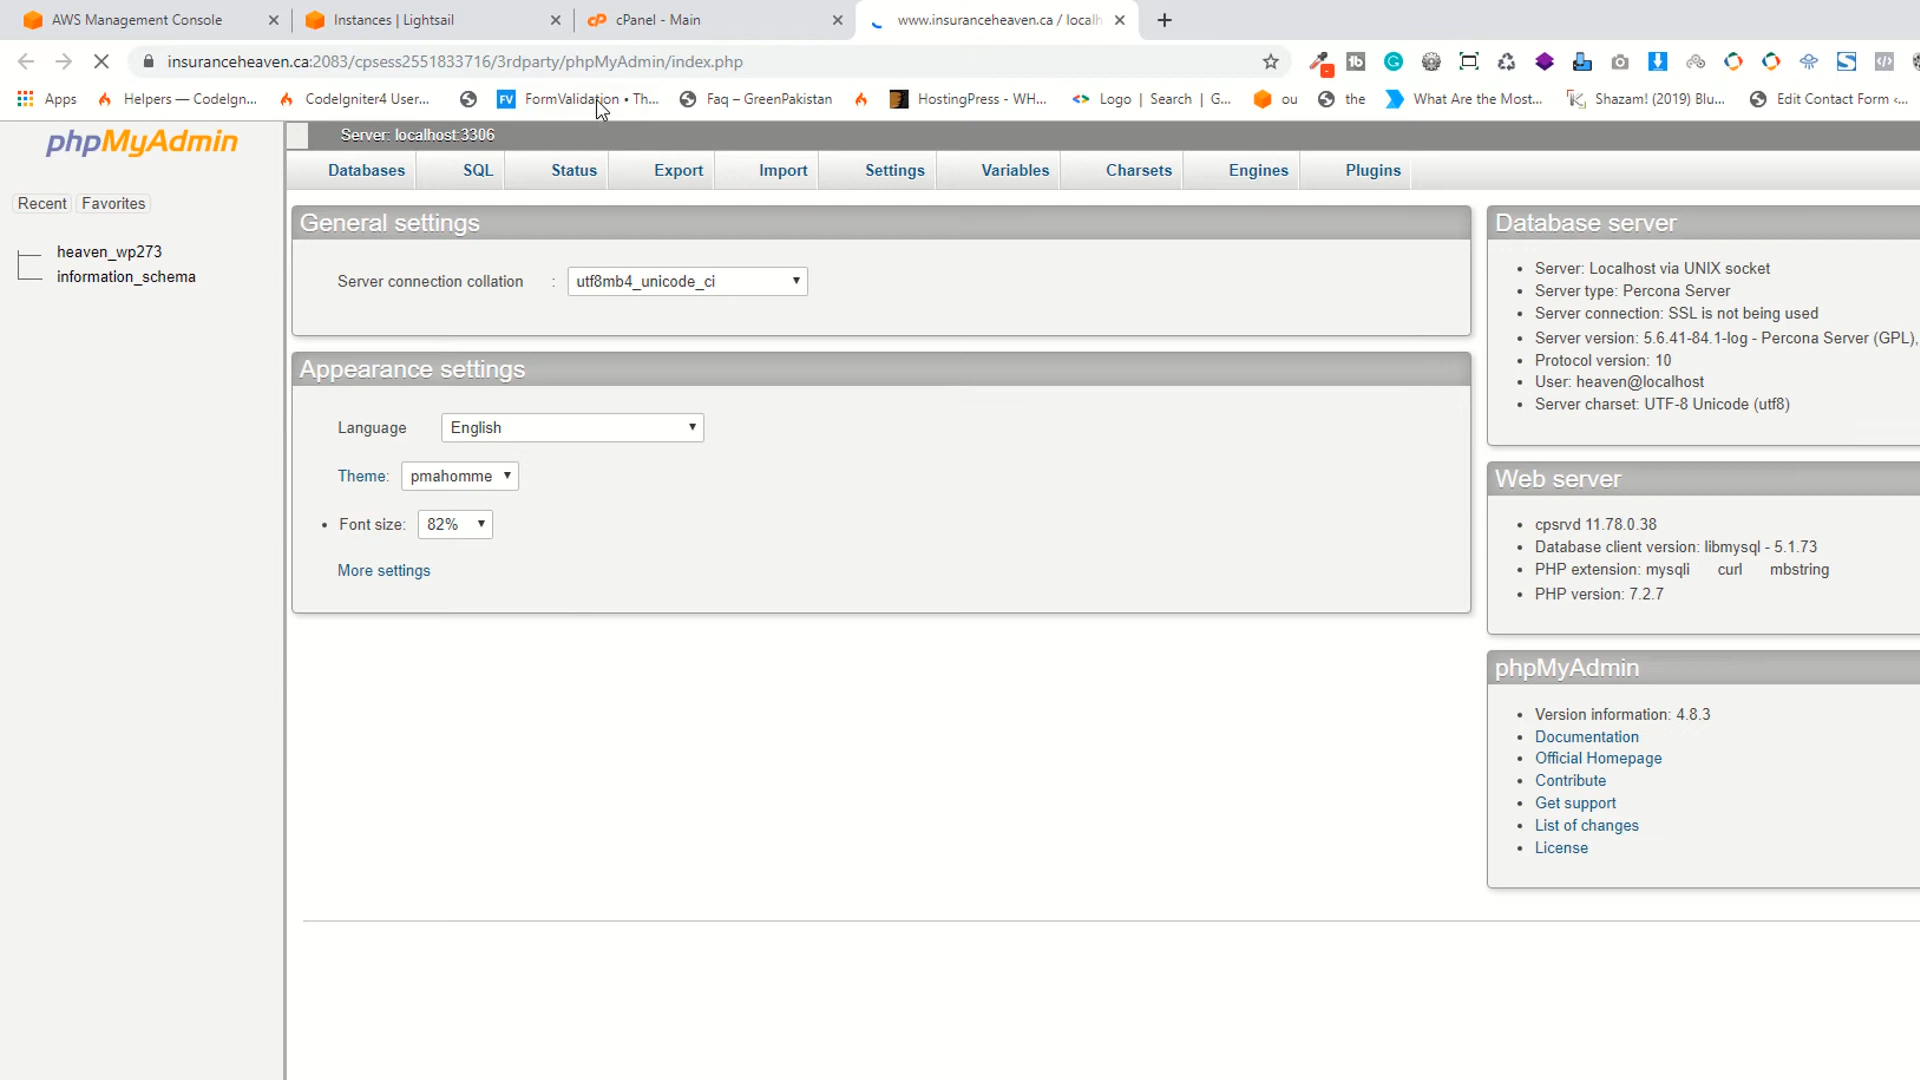 AWS Management Console
Instances | Lightsail
cPanel - Main
www.insuranceheaven.ca / localh
insuranceheaven.ca:2083/cpsess2551833716/3rdparty/phpMyAdmin/index.php
Apps
Helpers — CodeIgn...
CodeIgniter4 User...
FV FormValidation • Th...
Faq – GreenPakistan
HostingPress - WH...
Logo | Search | G...
ou
the
What Are the Most...
Shazam! (2019) Blu...
Edit Contact Form ‹...
phpMyAdmin
Server: localhost:3306
Databases SQL Status Export Import Settings Variables Charsets Engines Plugins
Recent Favorites
heaven_wp273
information_schema
General settings
Server connection collation : utf8mb4_unicode_ci
Appearance settings
Language English
Theme: pmahomme
• Font size: 82%
More settings
Database server
• Server: Localhost via UNIX socket
• Server type: Percona Server
• Server connection: SSL is not being used
• Server version: 5.6.41-84.1-log - Percona Server (GPL),
• Protocol version: 10
• User: heaven@localhost
• Server charset: UTF-8 Unicode (utf8)
Web server
• cpsrvd 11.78.0.38
• Database client version: libmysql - 5.1.73
• PHP extension: mysqli curl mbstring
• PHP version: 7.2.7
phpMyAdmin
• Version information: 4.8.3
• Documentation
• Official Homepage
• Contribute
• Get support
• List of changes
• License